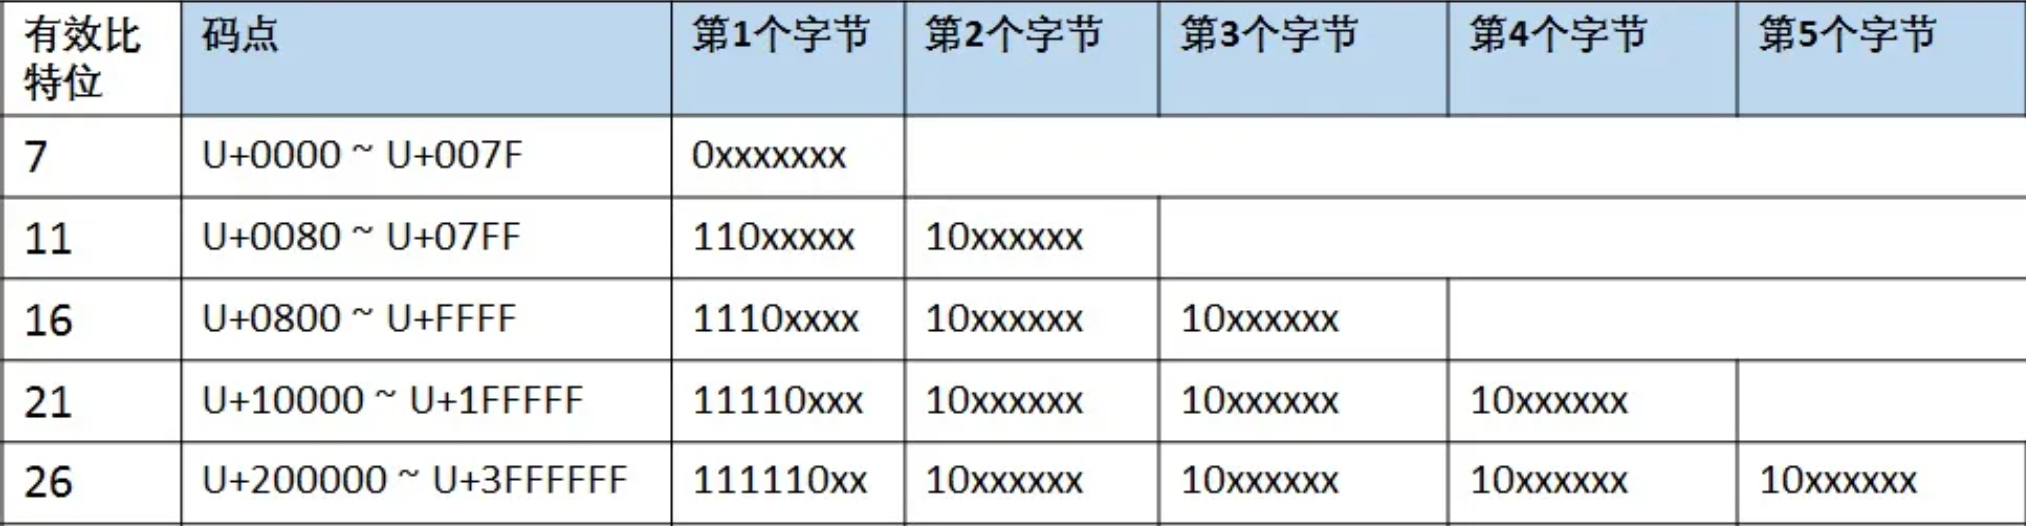 有效比特位 码点 第1个字节 第2个字节 第3个字节 第4个字节 第5个字节
7 U+0000 ~ U+007F 0xxxxxxx
11 U+0080 ~ U+07FF 110xxxxx 10xxxxxx
16 U+0800 ~ U+FFFF 1110xxxx 10xxxxxx 10xxxxxx
21 U+10000 ~ U+1FFFFF 11110xxx 10xxxxxx 10xxxxxx 10xxxxxx
26 U+200000 ~ U+3FFFFFF 111110xx 10xxxxxx 10xxxxxx 10xxxxxx 10xxxxxx